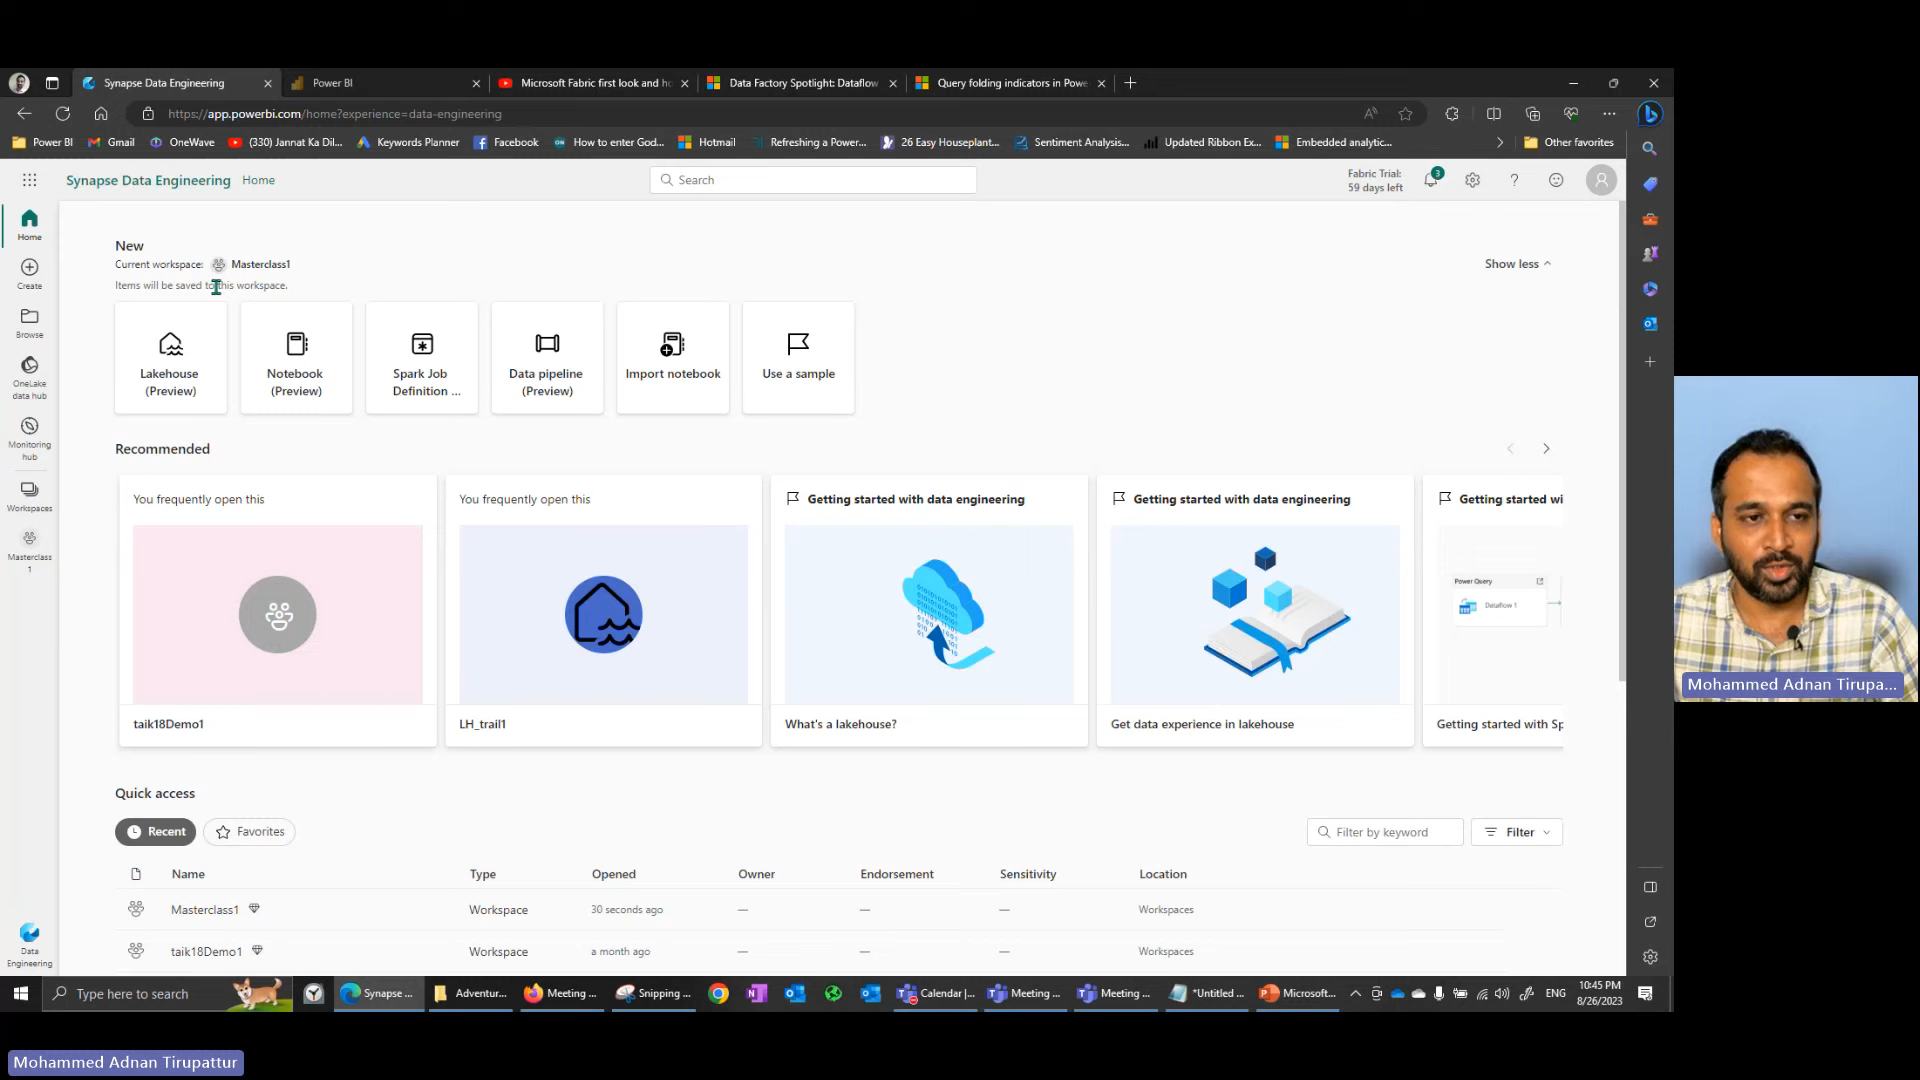 Synapse Data Engineering
Power BI
Microsoft Fabric first look and ho
Data Factory Spotlight: Dataflow
Query folding indicators in Powe
https://app.powerbi.com/home?experience=data-engineering
Power BI
Gmail
OneWave
(330) Jannat Ka Dil...
Keywords Planner
Facebook
How to enter God...
Hotmail
Refreshing a Power...
26 Easy Houseplant...
Sentiment Analysis...
Updated Ribbon Ex...
Embedded analytic...
Other favorites
Synapse Data Engineering Home
Search
Fabric Trial:
59 days left
3
Home
Create
Browse
OneLake
data hub
Monitoring
hub
Workspaces
Masterclass
1
Data
Engineering
New
Current workspace: Masterclass1
Items will be saved to this workspace.
Show less
Lakehouse
(Preview)
Notebook
(Preview)
Spark Job
Definition ...
Data pipeline
(Preview)
Import notebook
Use a sample
Recommended
You frequently open this
taik18Demo1
You frequently open this
LH_trail1
Getting started with data engineering
What's a lakehouse?
Getting started with data engineering
Get data experience in lakehouse
Getting started wi
Power Query
Dataflow 1
Getting started with Sp
Quick access
Recent
Favorites
Filter by keyword
Filter
Name Type Opened Owner Endorsement Sensitivity Location
Masterclass1 Workspace 30 seconds ago — — — Workspaces
taik18Demo1 Workspace a month ago — — — Workspaces
Type here to search
Synapse ...
Adventur...
Meeting ...
Snipping ...
Calendar |...
Meeting ...
Meeting ...
*Untitled ...
Microsoft...
ENG
10:45 PM
8/26/2023
Mohammed Adnan Tirupa...
Mohammed Adnan Tirupattur